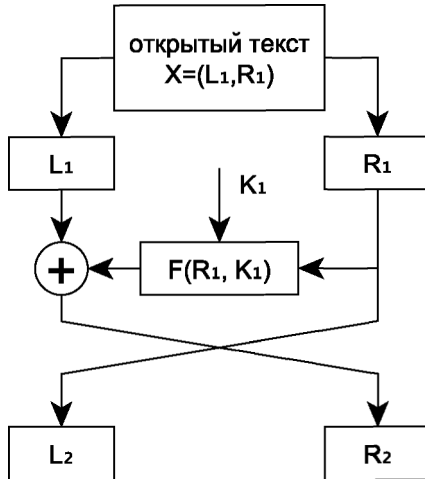 открытый текст
X=(L₁,R₁)
L₁
R₁
K₁
+
F(R₁, K₁)
L₂
R₂